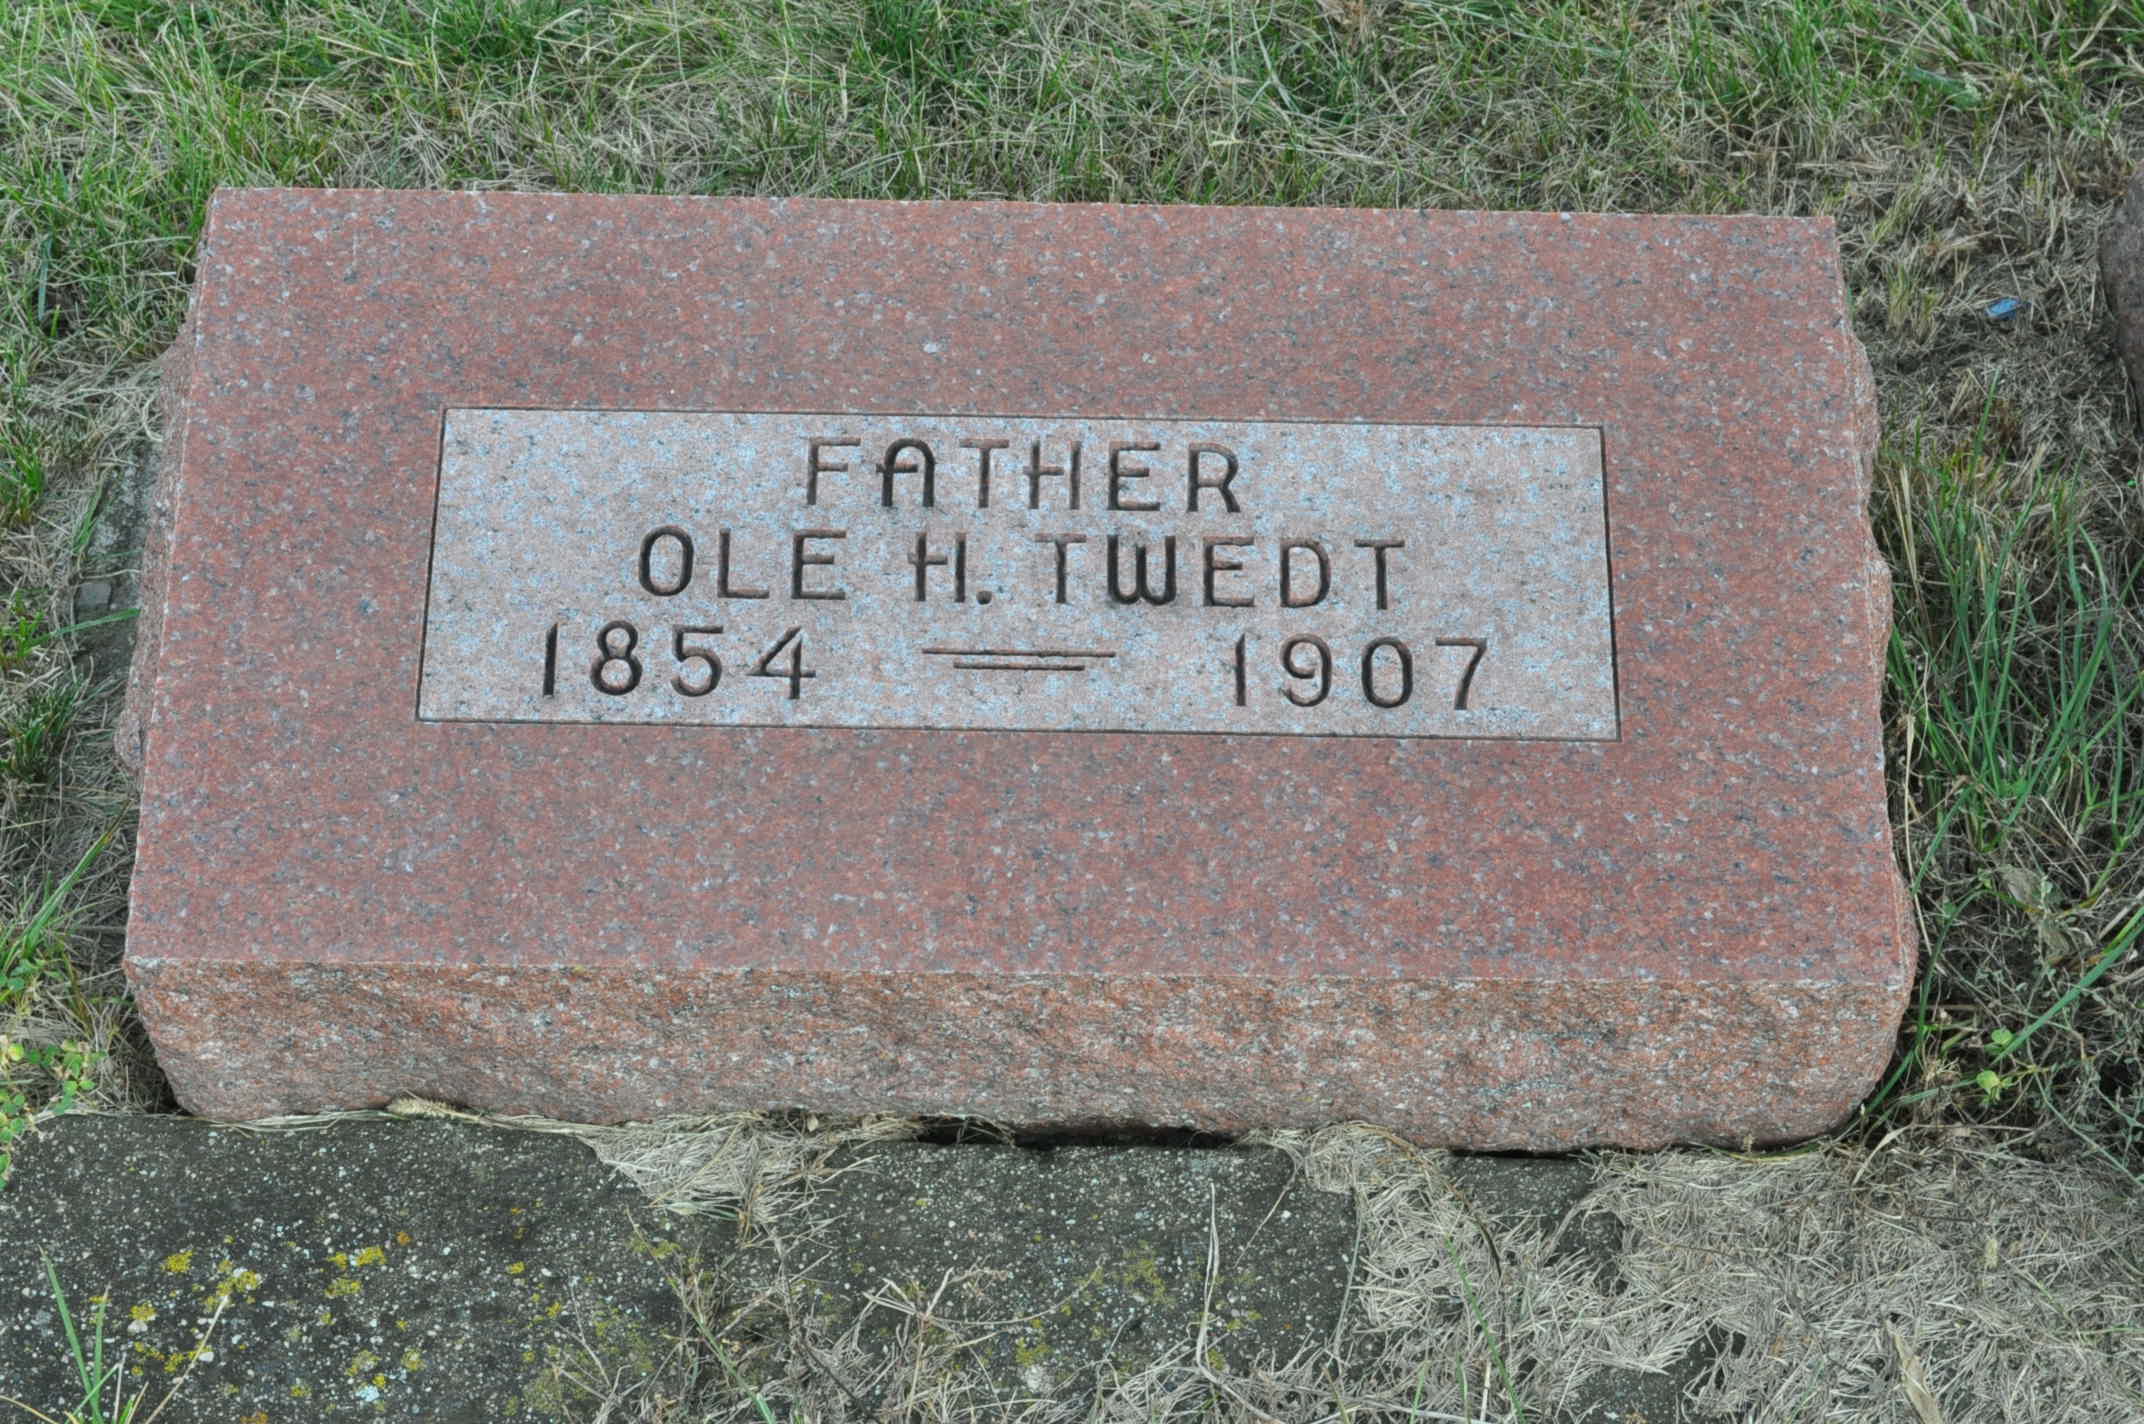 FATHER
OLE H. TWEDT
1854 — 1907